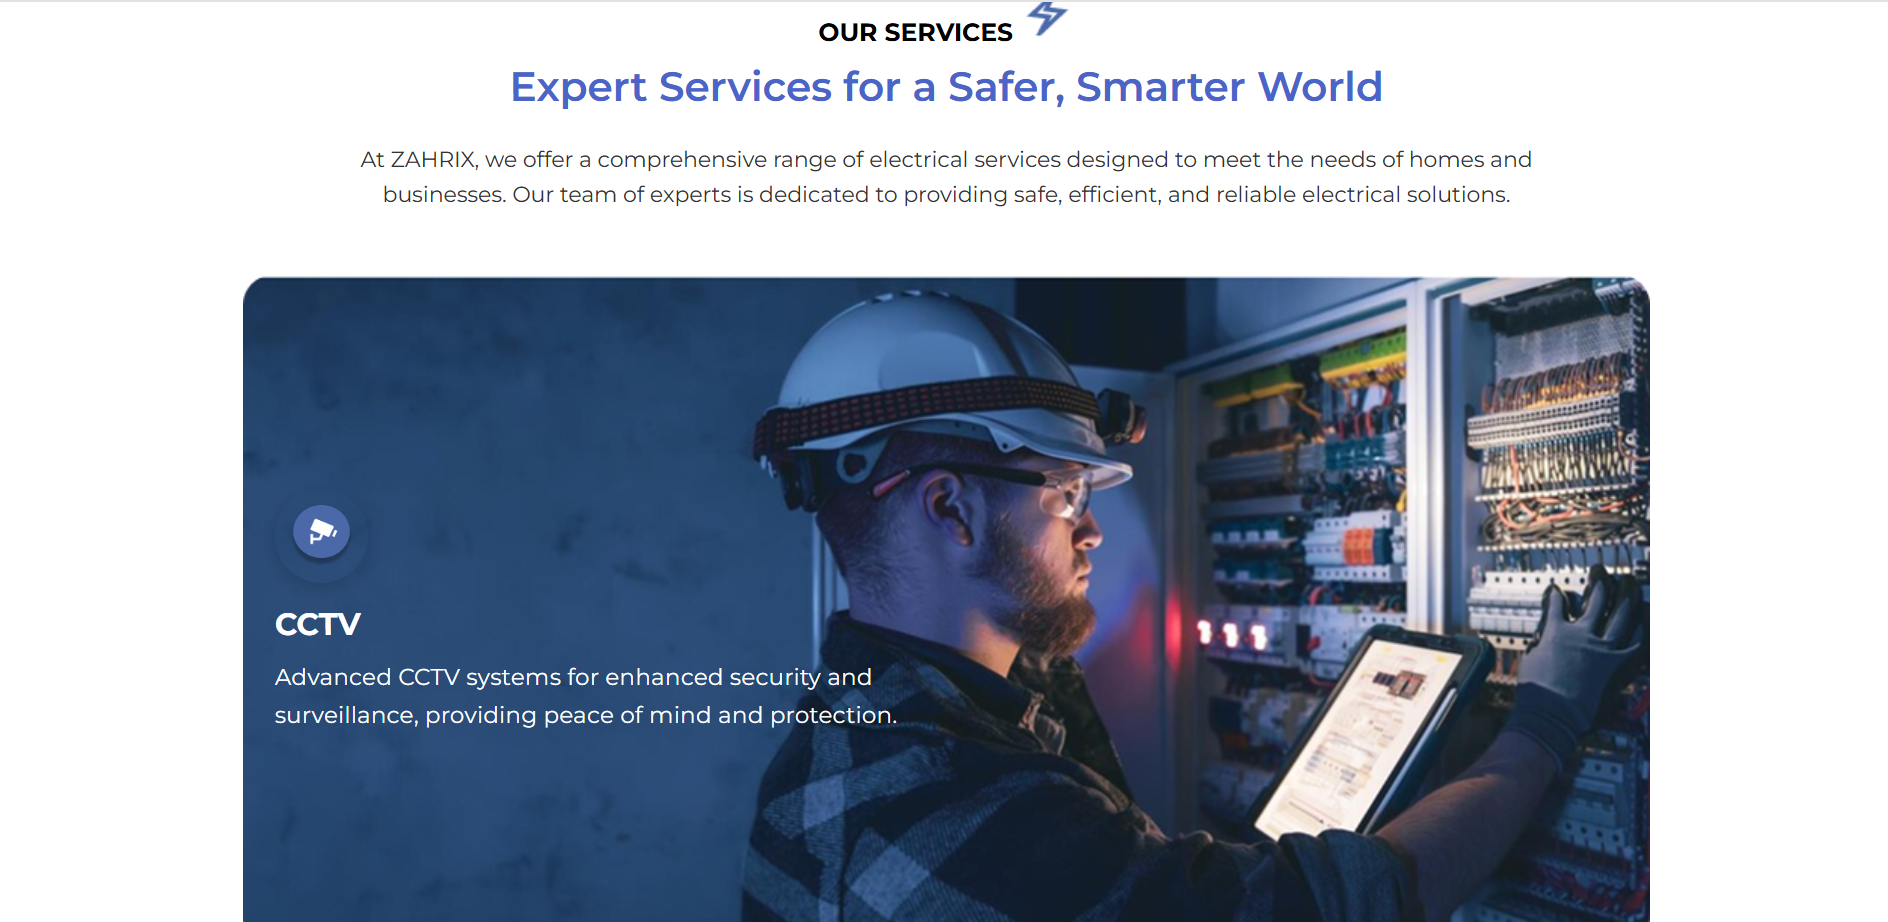 OUR SERVICES
Expert Services for a Safer, Smarter World
At ZAHRIX, we offer a comprehensive range of electrical services designed to meet the needs of homes and
businesses. Our team of experts is dedicated to providing safe, efficient, and reliable electrical solutions.
CCTV
Advanced CCTV systems for enhanced security and
surveillance, providing peace of mind and protection.